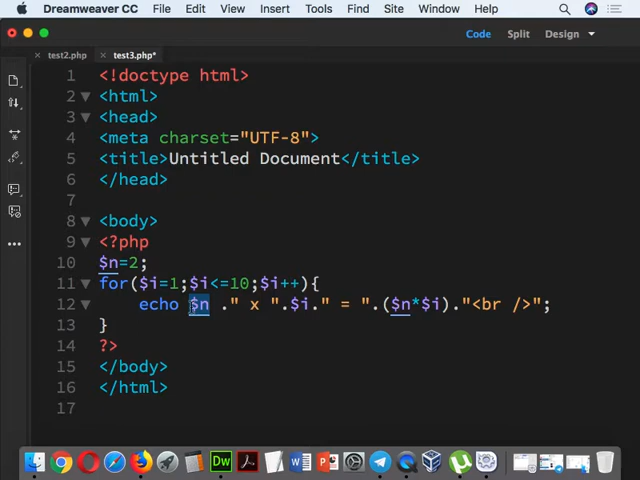 Dreamweaver CC File Edit View Insert Tools Find Site Window Help
Code Split Design
test2.php test3.php*
1 <!doctype html>
2 <html>
3 <head>
4 <meta charset="UTF-8">
5 <title>Untitled Document</title>
6 </head>
7
8 <body>
9 <?php
10 $n=2;
11 for($i=1;$i<=10;$i++){
12 echo $n ." x ".$i." = ".($n*$i)."<br />";
13 }
14 ?>
15 </body>
16 </html>
17
Dw